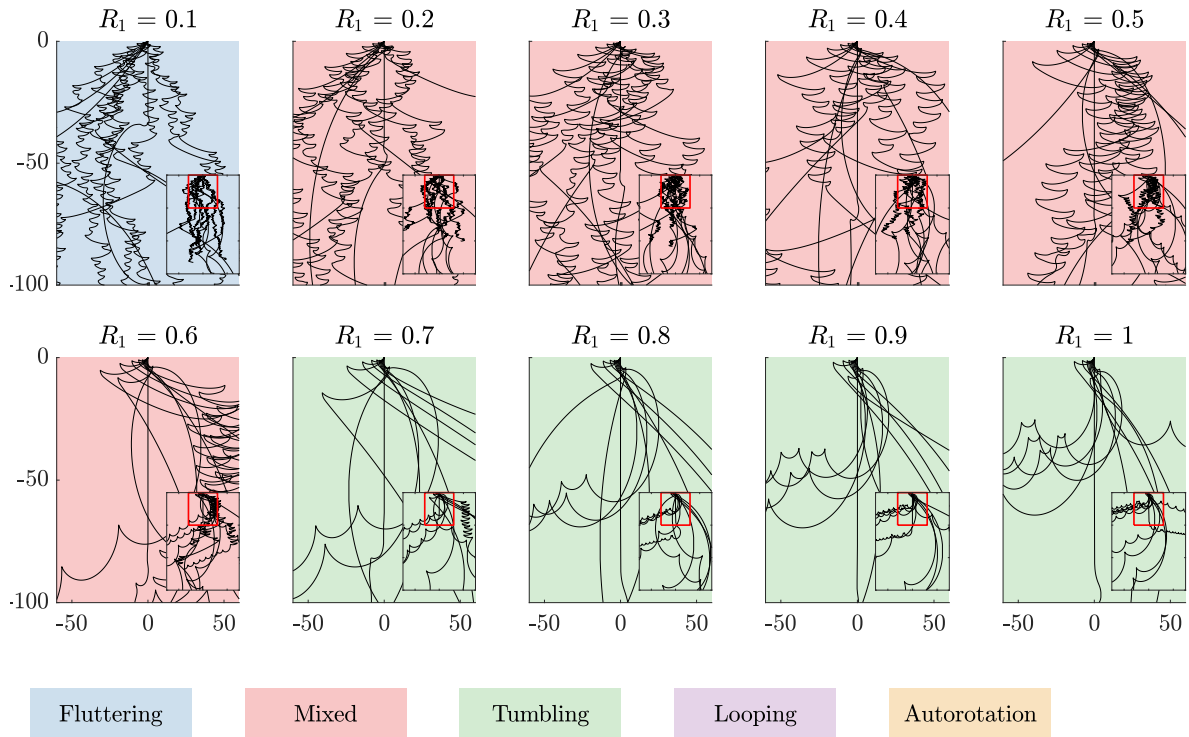 R₁ = 0.1 R₁ = 0.2 R₁ = 0.3 R₁ = 0.4 R₁ = 0.5
0
-50
-100
R₁ = 0.6 R₁ = 0.7 R₁ = 0.8 R₁ = 0.9 R₁ = 1
0
-50
-100
-50 0 50 -50 0 50 -50 0 50 -50 0 50 -50 0 50
Fluttering Mixed Tumbling Looping Autorotation